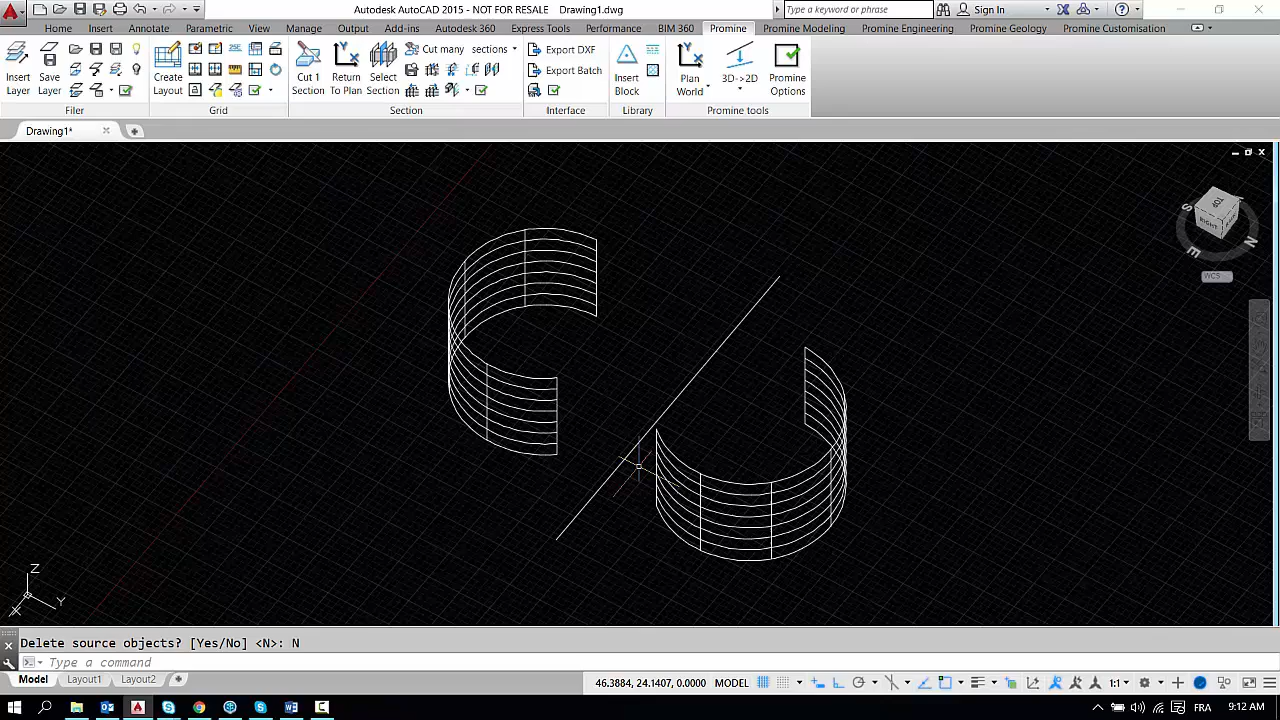 Autodesk AutoCAD 2015 - NOT FOR RESALE Drawing1.dwg
Type a keyword or phrase
Sign In
Home Insert Annotate Parametric View Manage Output Add-ins Autodesk 360 Express Tools Performance BIM 360 Promine Promine Modeling Promine Engineering Promine Geology Promine Customisation
Insert Layer
Save Layer
Create Layout
Cut 1 Section
Return To Plan
Select Section
Cut many sections
Export DXF
Export Batch
Insert Block
Plan World
3D->2D
Promine Options
Filer Grid Section Interface Library Promine tools
Drawing1*
TOP
RIGHT
S
N
E
WCS
Z
Y
X
Delete source objects? [Yes/No] <N>: N
Type a command
Model Layout1 Layout2
46.3884, 24.1407, 0.0000 MODEL
1:1
FRA 9:12 AM